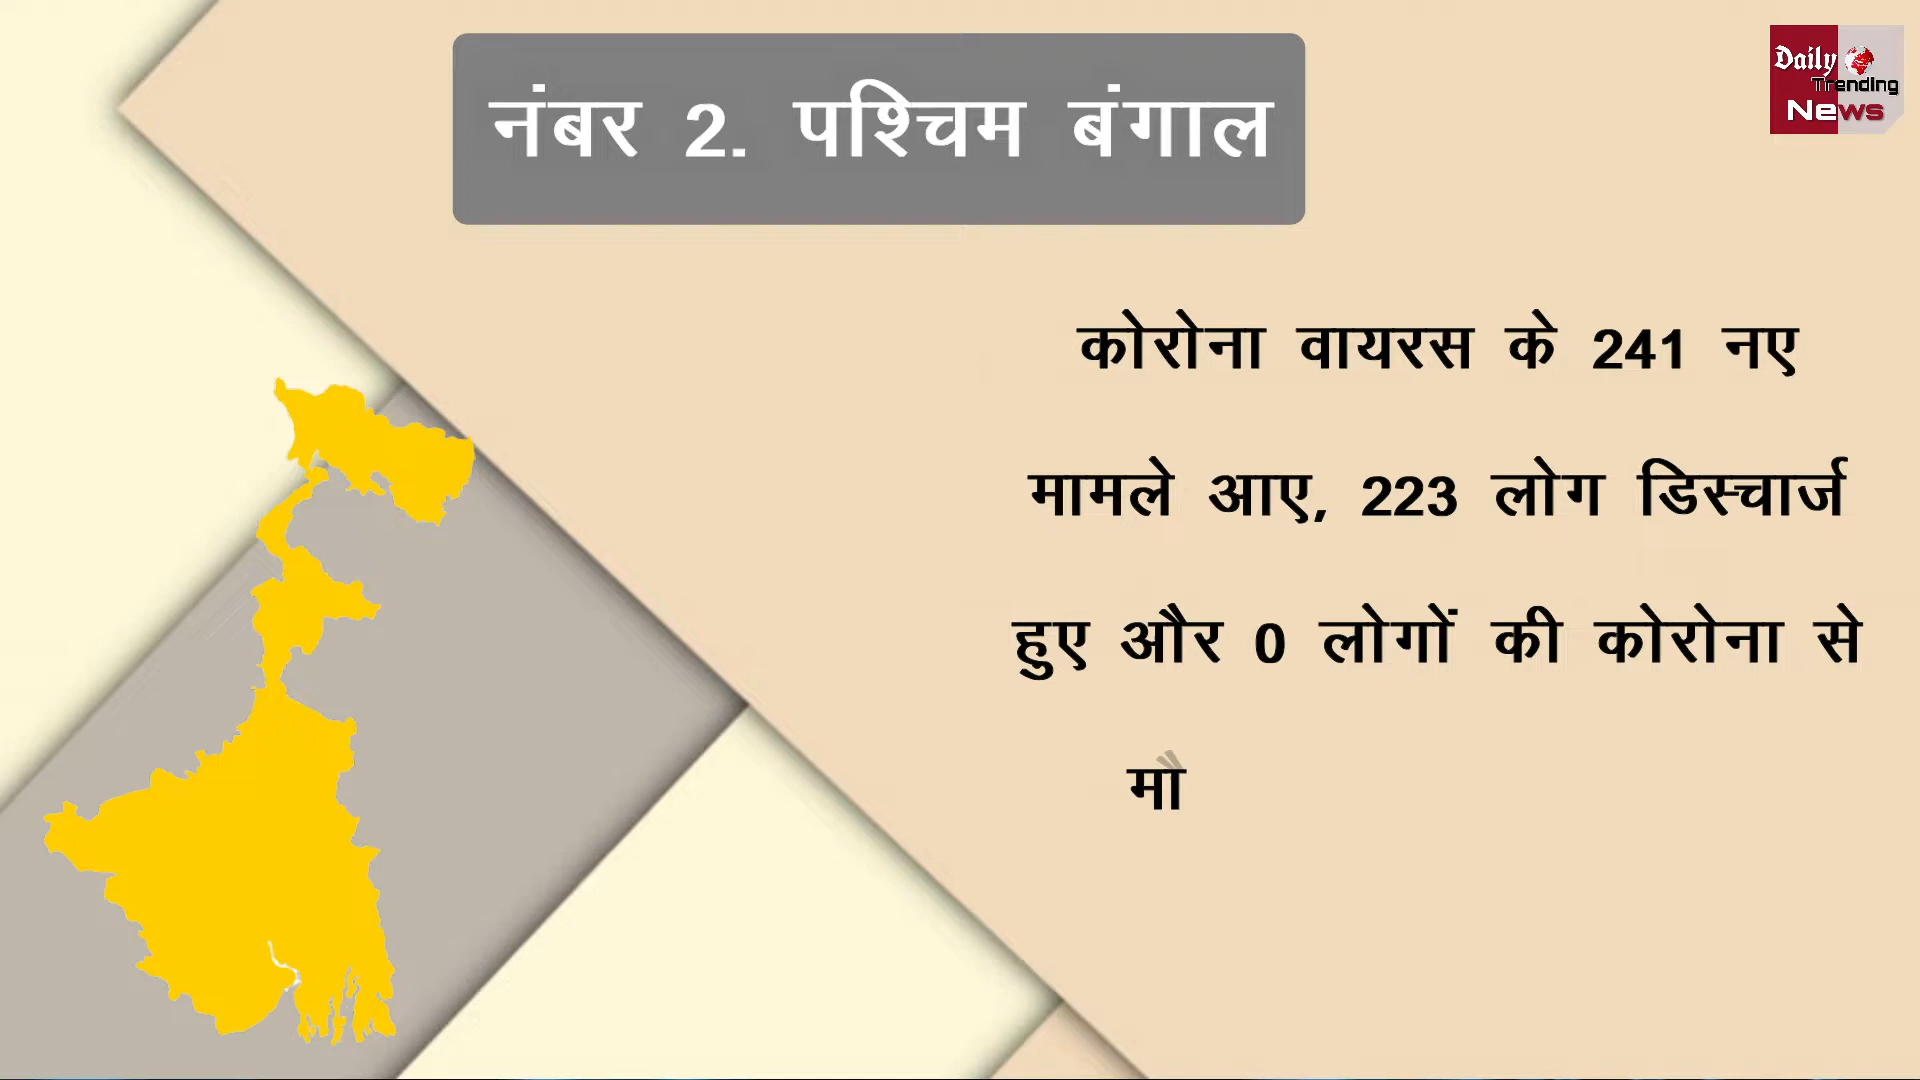 नंबर 2. पश्चिम बंगाल
Daily
Trending
News
कोरोना वायरस के 241 नए
मामले आए, 223 लोग डिस्चार्ज
हुए और 0 लोगों की कोरोना से
मौ